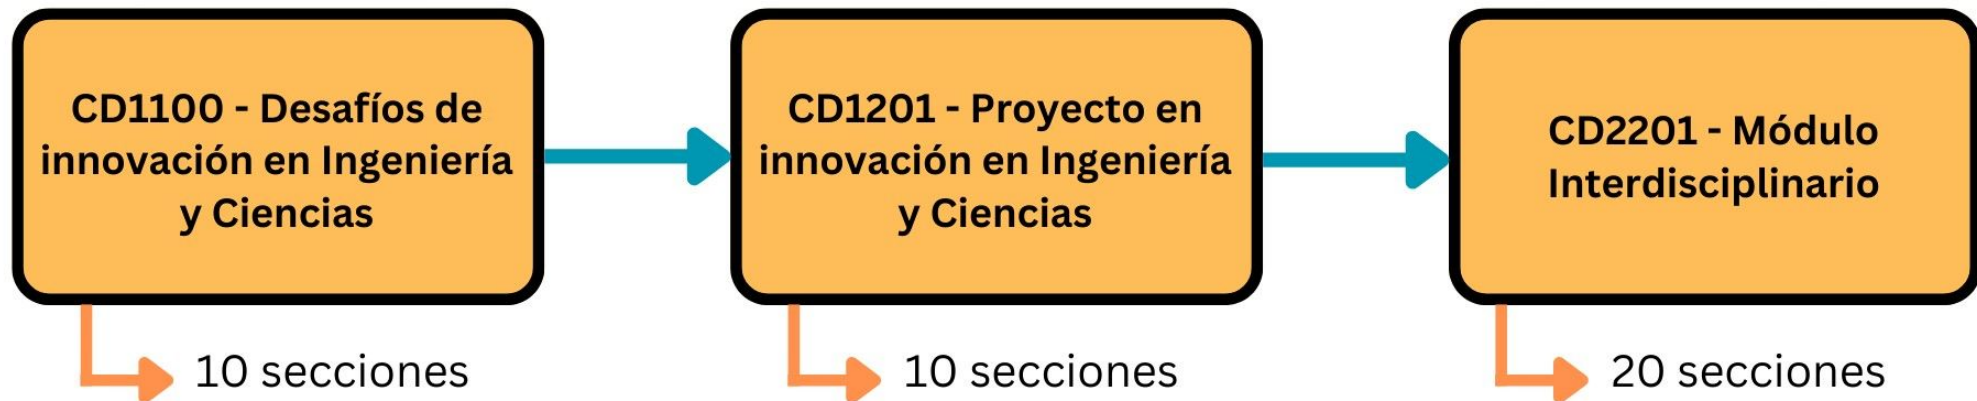 CD1100 - Desafíos de
innovación en Ingeniería
y Ciencias
CD1201 - Proyecto en
innovación en Ingeniería
y Ciencias
CD2201 - Módulo
Interdisciplinario
10 secciones
10 secciones
20 secciones